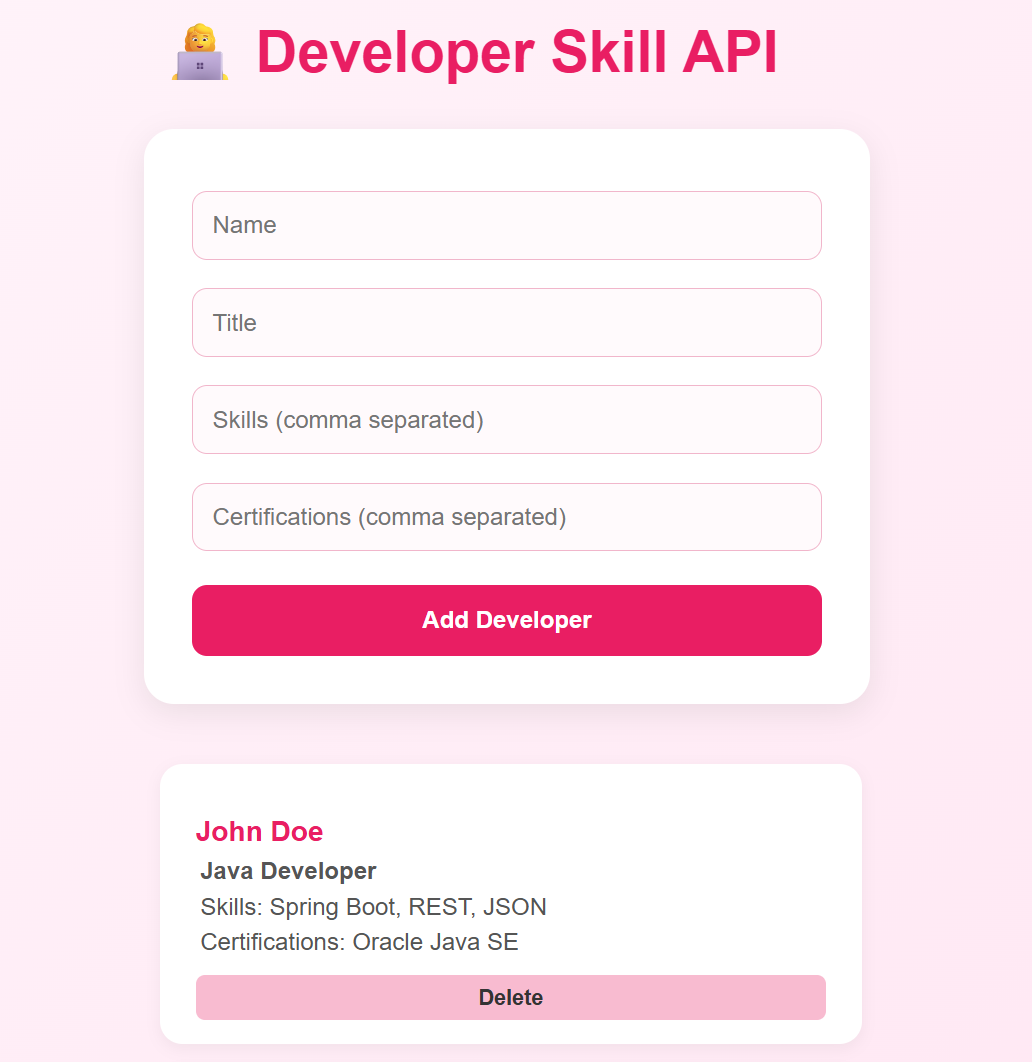 Developer Skill API
Name
Title
Skills (comma separated)
Certifications (comma separated)
Add Developer
John Doe
Java Developer
Skills: Spring Boot, REST, JSON
Certifications: Oracle Java SE
Delete